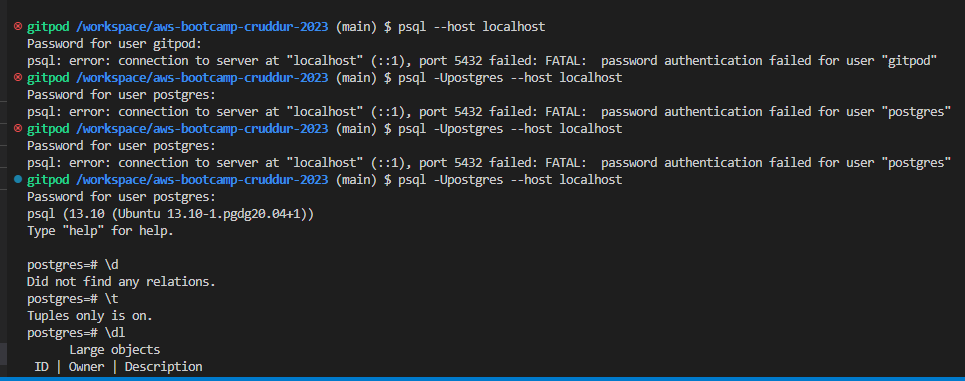 gitpod /workspace/aws-bootcamp-cruddur-2023 (main) $ psql --host localhost
Password for user gitpod:
psql: error: connection to server at "localhost" (::1), port 5432 failed: FATAL:  password authentication failed for user "gitpod"
gitpod /workspace/aws-bootcamp-cruddur-2023 (main) $ psql -Upostgres --host localhost
Password for user postgres:
psql: error: connection to server at "localhost" (::1), port 5432 failed: FATAL:  password authentication failed for user "postgres"
gitpod /workspace/aws-bootcamp-cruddur-2023 (main) $ psql -Upostgres --host localhost
Password for user postgres:
psql: error: connection to server at "localhost" (::1), port 5432 failed: FATAL:  password authentication failed for user "postgres"
gitpod /workspace/aws-bootcamp-cruddur-2023 (main) $ psql -Upostgres --host localhost
Password for user postgres:
psql (13.10 (Ubuntu 13.10-1.pgdg20.04+1))
Type "help" for help.
postgres=# \d
Did not find any relations.
postgres=# \t
Tuples only is on.
postgres=# \dl
      Large objects
 ID | Owner | Description